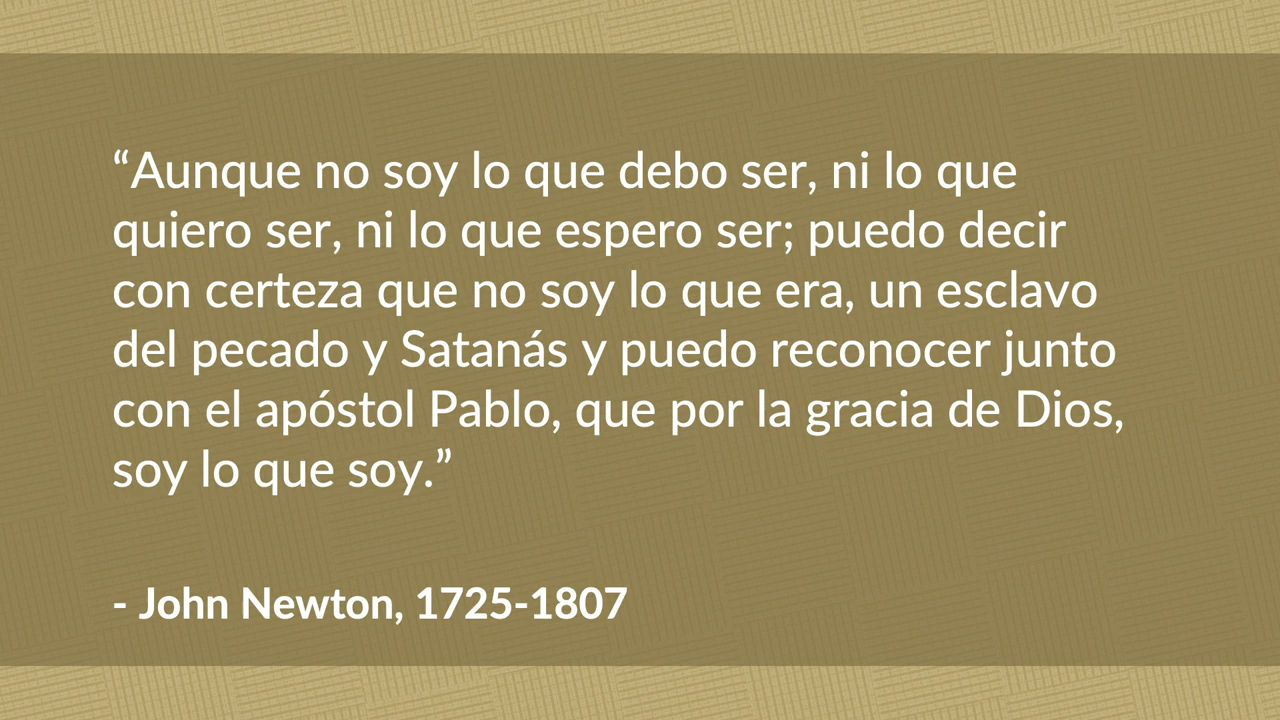 “Aunque no soy lo que debo ser, ni lo que
quiero ser, ni lo que espero ser; puedo decir
con certeza que no soy lo que era, un esclavo
del pecado y Satanás y puedo reconocer junto
con el apóstol Pablo, que por la gracia de Dios,
soy lo que soy.”
- John Newton, 1725-1807